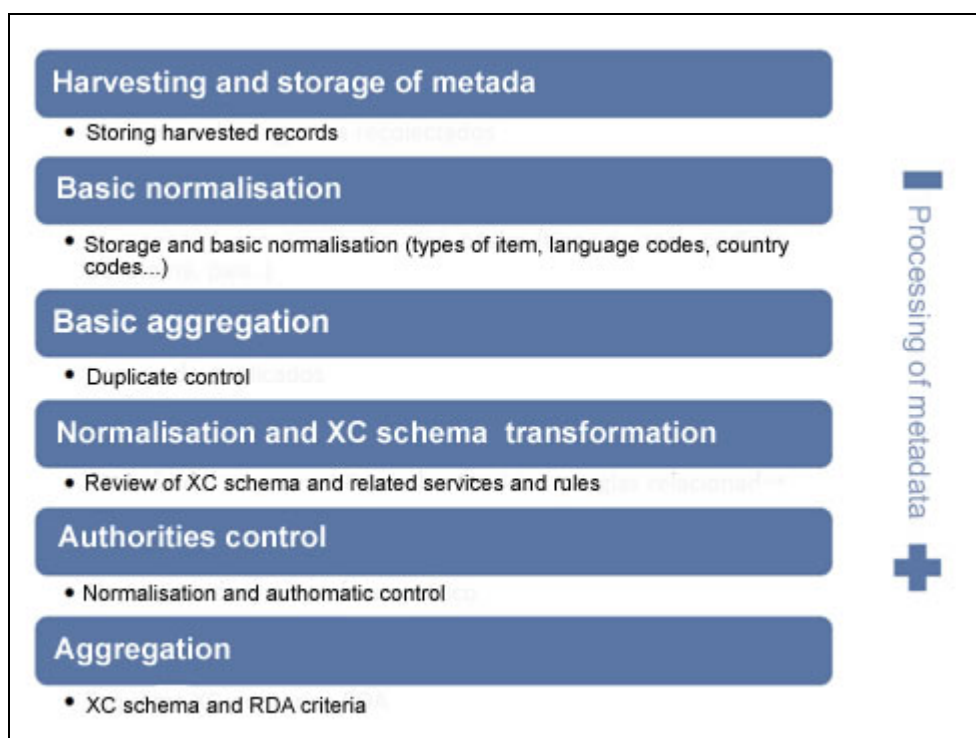 Harvesting and storage of metada
• Storing harvested records
Basic normalisation
• Storage and basic normalisation (types of item, language codes, country
codes...)
Basic aggregation
• Duplicate control
Normalisation and XC schema transformation
• Review of XC schema and related services and rules
Authorities control
• Normalisation and authomatic control
Aggregation
• XC schema and RDA criteria
Processing of metadata